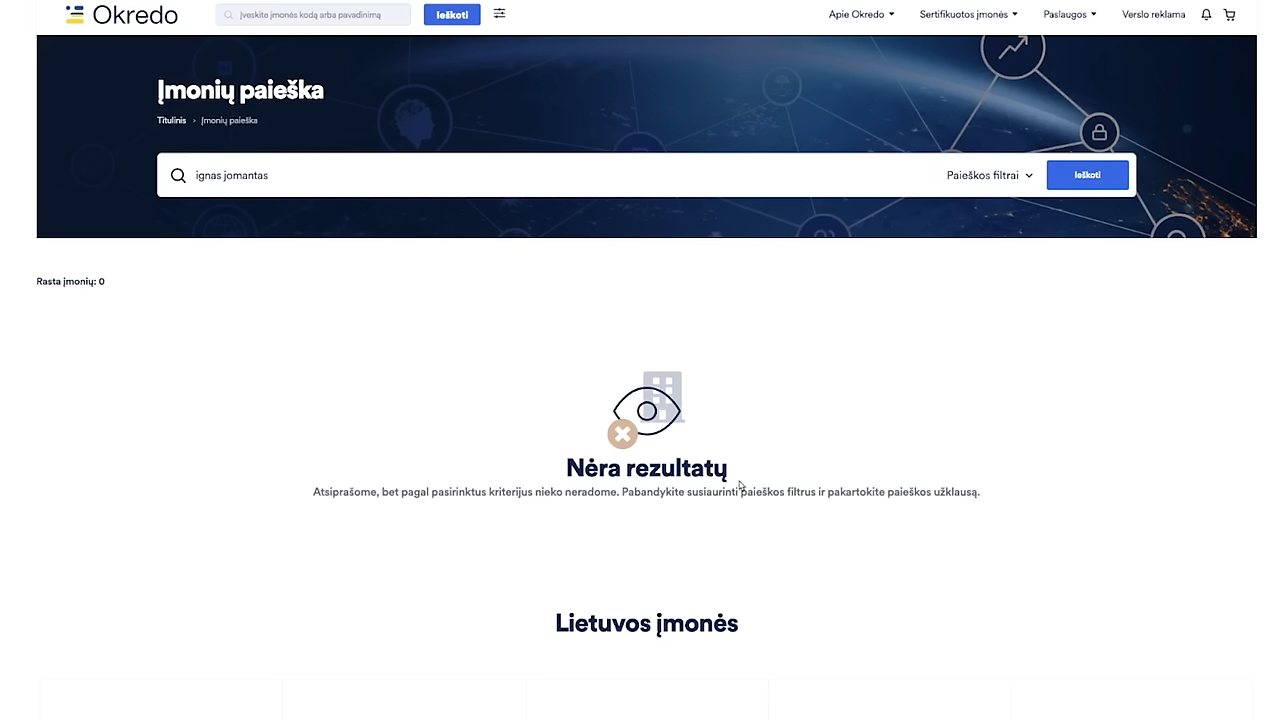 Okredo
Įveskite įmonės kodą arba pavadinimą
Ieškoti
Apie Okredo
Sertifikuotos įmonės
Paslaugos
Verslo reklama
Įmonių paieška
Titulinis › Įmonių paieška
ignas jomantas
Paieškos filtrai
Ieškoti
Rasta įmonių: 0
Nėra rezultatų
Atsiprašome, bet pagal pasirinktus kriterijus nieko neradome. Pabandykite susiaurinti paieškos filtrus ir pakartokite paieškos užklausą.
Lietuvos įmonės